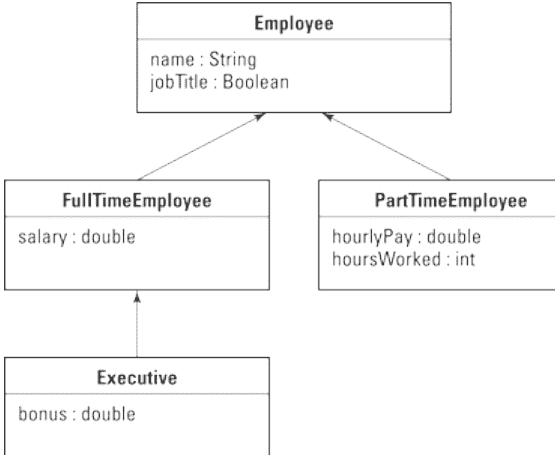 Employee
name : String
jobTitle : Boolean
FullTimeEmployee
salary : double
PartTimeEmployee
hourlyPay : double
hoursWorked : int
Executive
bonus : double